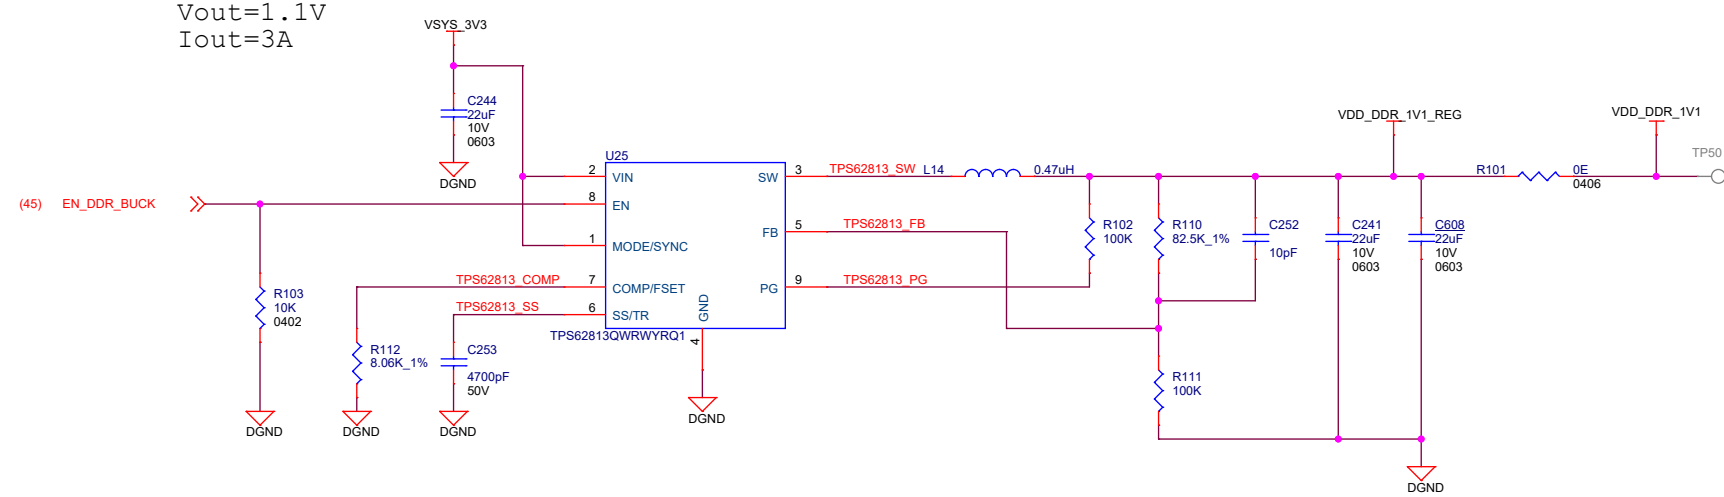 Vout=1.1V
Iout=3A
VSYS_3V3
C244
22uF
10V
0603
DGND
(45) EN_DDR_BUCK
R103
10K
0402
DGND
TPS62813_COMP
TPS62813_SS
R112
8.06K_1%
DGND
C253
4700pF
50V
DGND
U25
2 VIN
8 EN
1 MODE/SYNC
7 COMP/FSET
6 SS/TR
SW 3
FB 5
PG 9
GND
4
TPS62813QWRWYRQ1
DGND
TPS62813_SW
L14
0.47uH
TPS62813_FB
TPS62813_PG
R102
100K
R110
82.5K_1%
C252
10pF
R111
100K
VDD_DDR_1V1_REG
C241
22uF
10V
0603
C608
22uF
10V
0603
DGND
R101
0E
0406
VDD_DDR_1V1
TP50